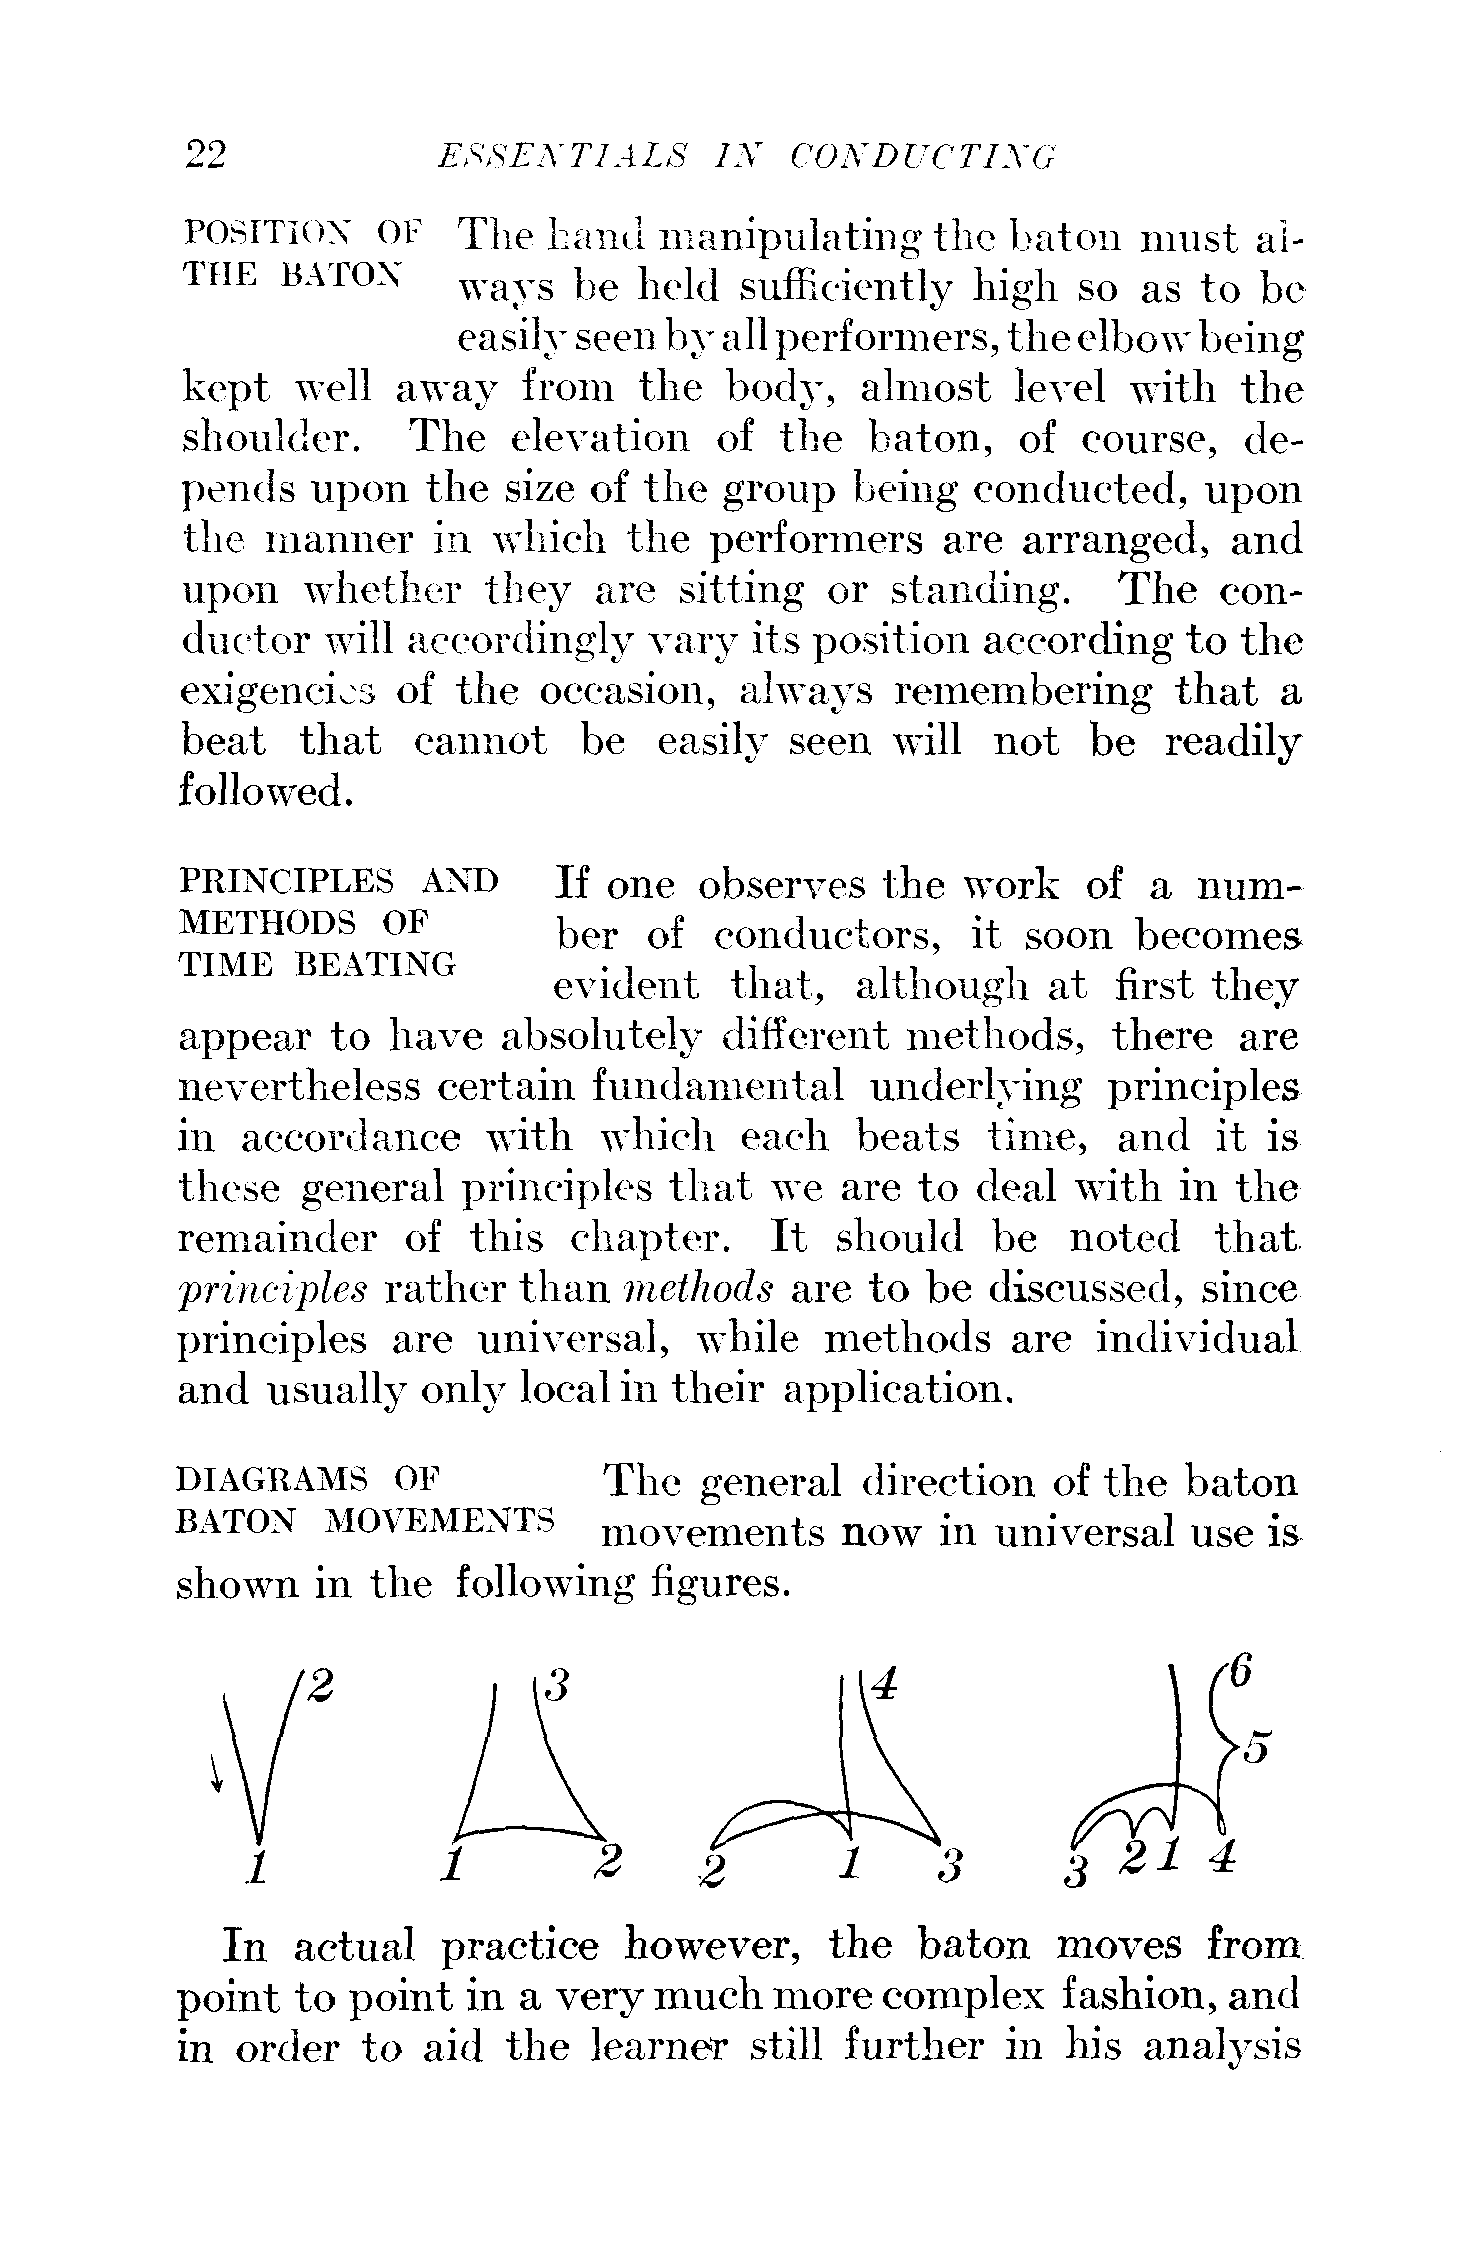 22 ESSENTIALS IN CONDUCTING
POSITION OF The hand manipulating the baton must al-
THE BATON ways be held sufficiently high so as to be
easily seen by all performers, the elbow being
kept well away from the body, almost level with the
shoulder. The elevation of the baton, of course, de-
pends upon the size of the group being conducted, upon
the manner in which the performers are arranged, and
upon whether they are sitting or standing. The con-
ductor will accordingly vary its position according to the
exigencies of the occasion, always remembering that a
beat that cannot be easily seen will not be readily
followed.
PRINCIPLES AND If one observes the work of a num-
METHODS OF ber of conductors, it soon becomes
TIME BEATING evident that, although at first they
appear to have absolutely different methods, there are
nevertheless certain fundamental underlying principles
in accordance with which each beats time, and it is
these general principles that we are to deal with in the
remainder of this chapter. It should be noted that
principles rather than methods are to be discussed, since
principles are universal, while methods are individual
and usually only local in their application.
DIAGRAMS OF The general direction of the baton
BATON MOVEMENTS movements now in universal use is
shown in the following figures.
2 3 4 6
5
1 1 2 2 1 3 3 2 1 4
In actual practice however, the baton moves from
point to point in a very much more complex fashion, and
in order to aid the learner still further in his analysis